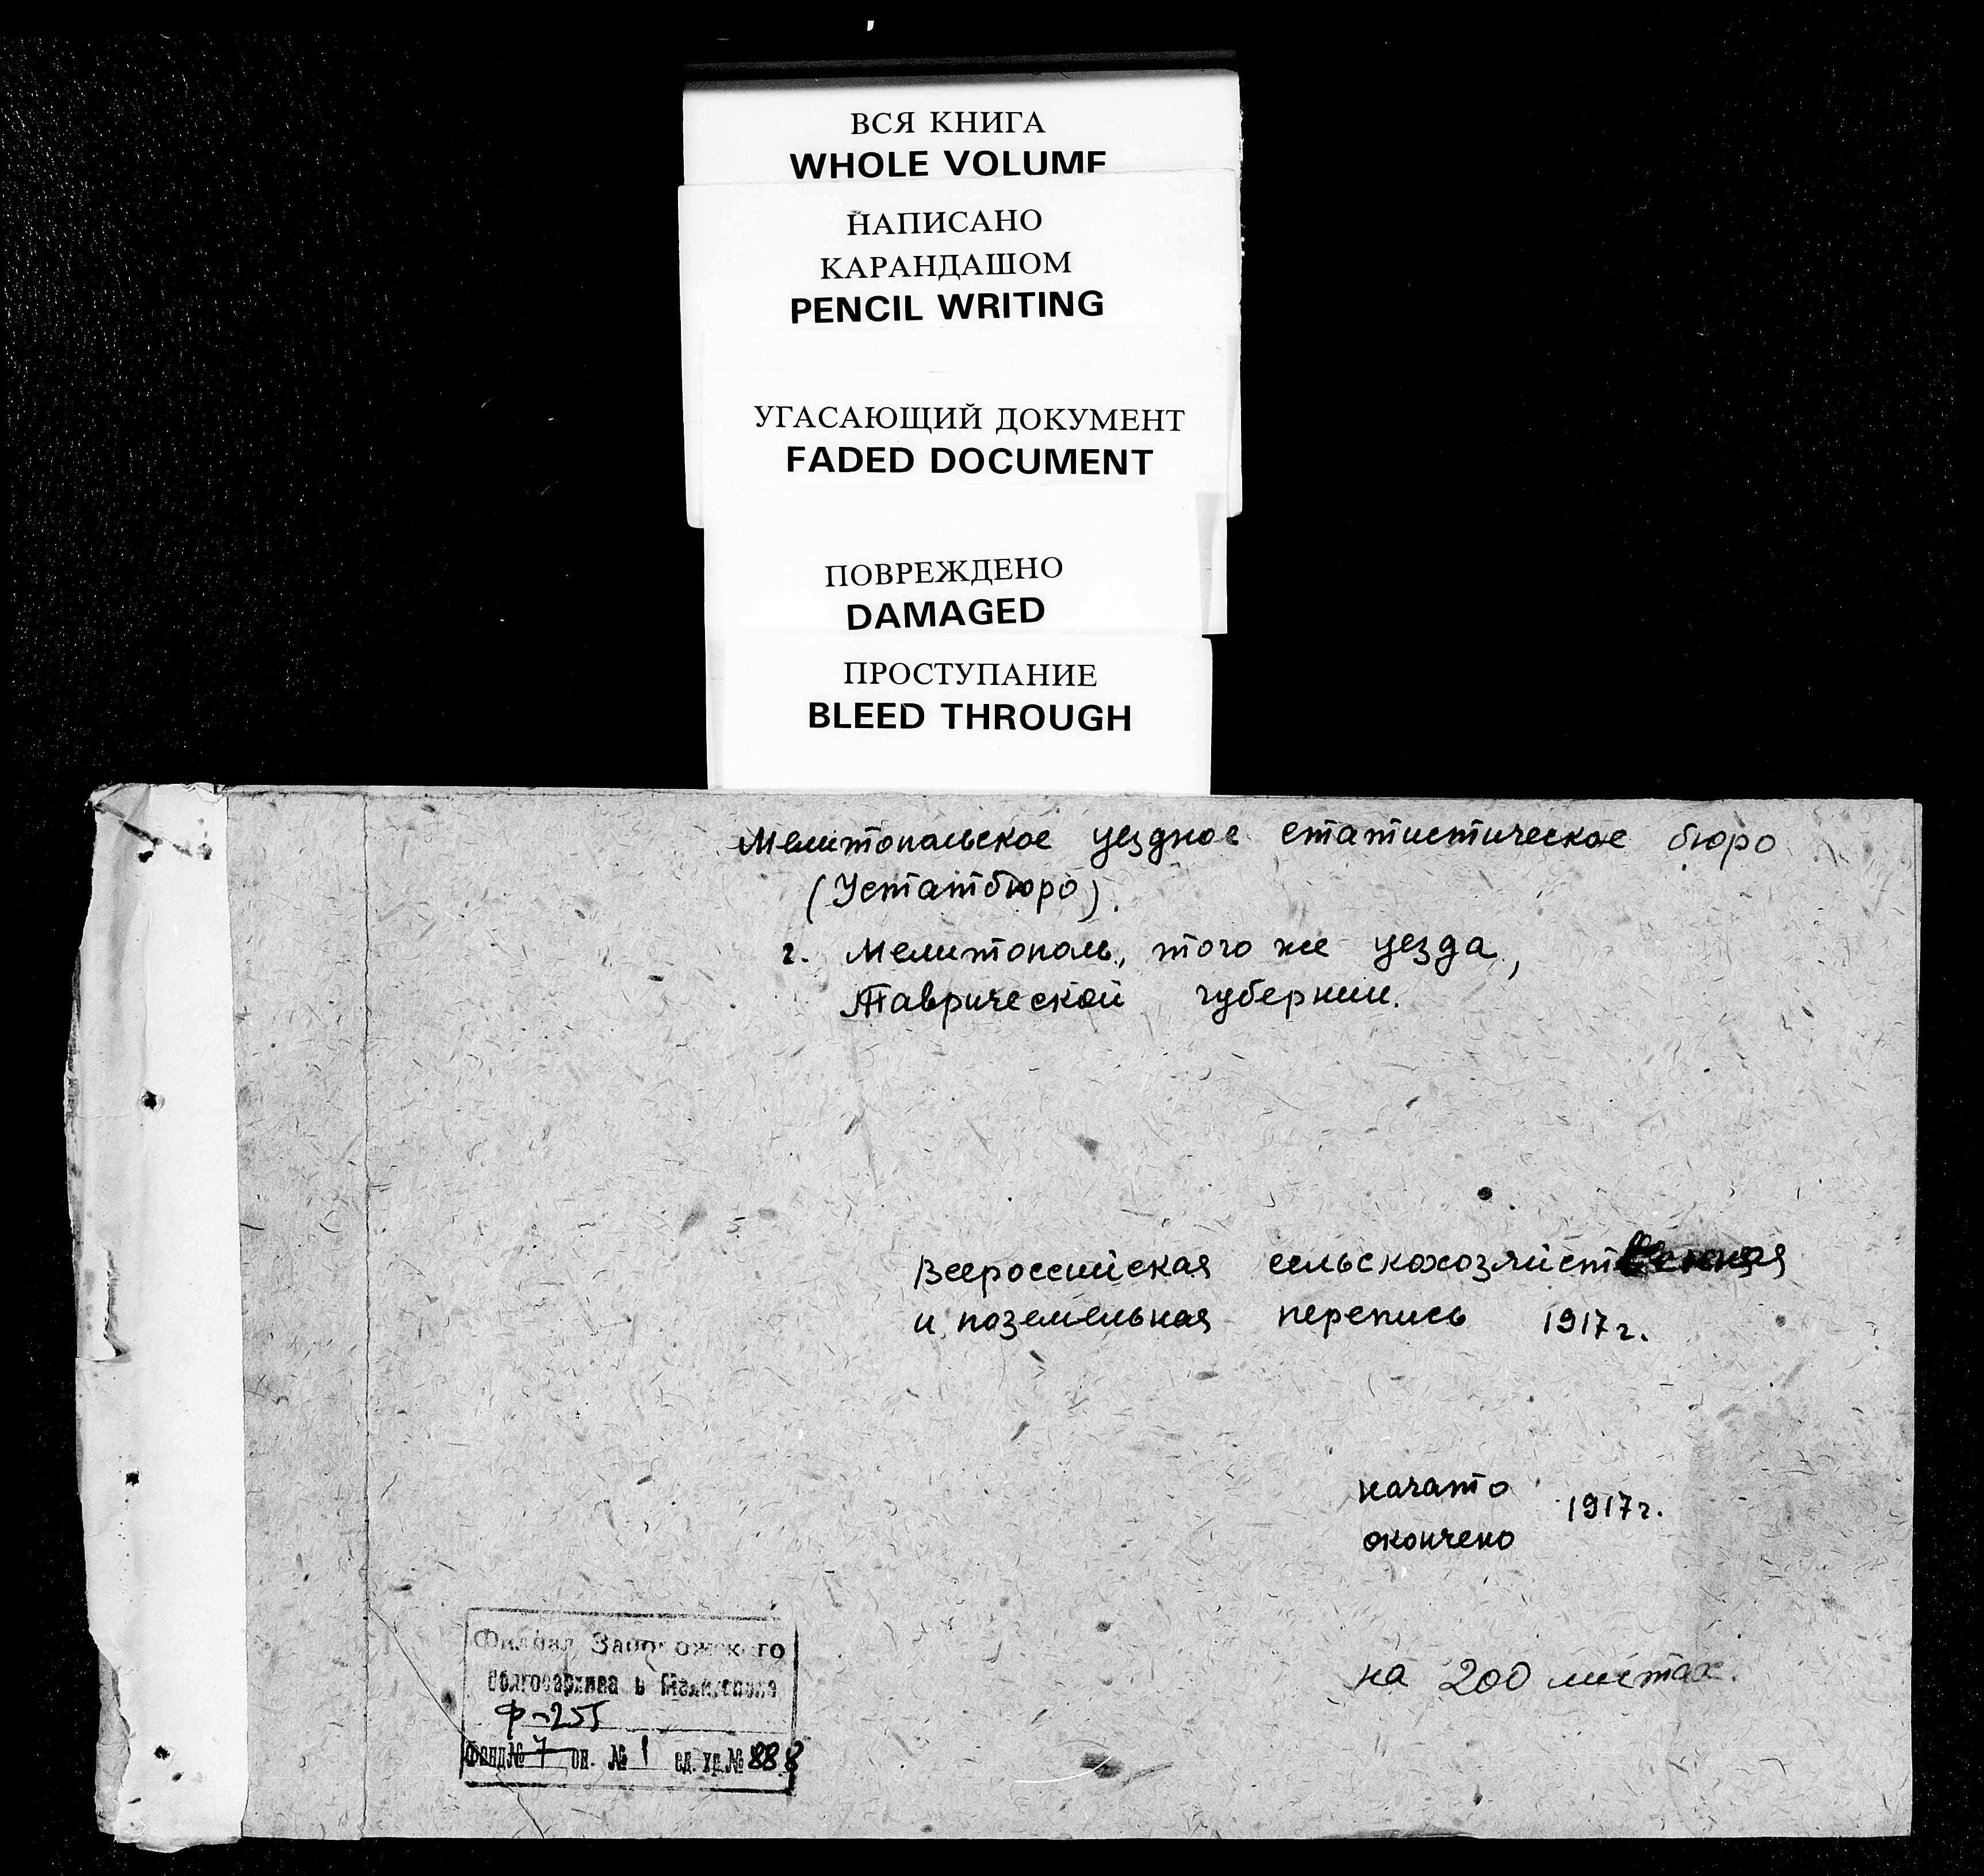 ВСЯ КНИГА
WHOLE VOLUME
НАПИСАНО
КАРАНДАШОМ
PENCIL WRITING
УГАСАЮЩИЙ ДОКУМЕНТ
FADED DOCUMENT
ПОВРЕЖДЕНО
DAMAGED
ПРОСТУПАНИЕ
BLEED THROUGH
Мелитопольское уездное статистическое бюро
(Устатбюро).
г. Мелитополь, того же уезда,
Таврической губернии.
Всероссийская сельскохозяйственная
и поземельная перепись 1917 г.
начато
1917 г.
окончено
на 200 листах.
Филиал Запорожского
облгосархива в Мелитополе
Ф-255
Фонд № 7 оп. № 1 ед. хр. № 888